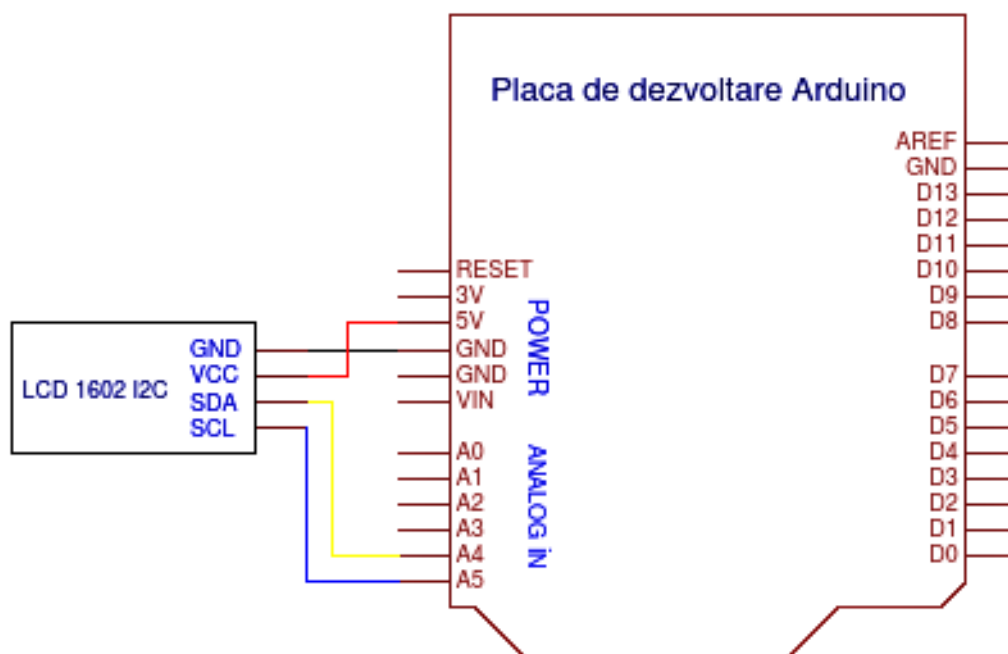 Placa de dezvoltare Arduino
AREF
GND
D13
D12
D11
D10
D9
D8
D7
D6
D5
D4
D3
D2
D1
D0
RESET
3V
5V
GND
GND
VIN
POWER
A0
A1
A2
A3
A4
A5
ANALOG iN
LCD 1602 I2C
GND
VCC
SDA
SCL